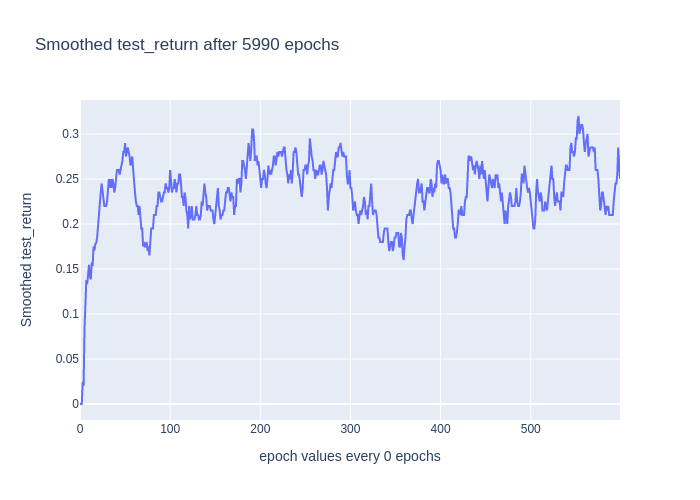 Smoothed test_return after 5990 epochs
0.3
0.25
0.2
0.15
0.1
0.05
0
Smoothed test_return
0 100 200 300 400 500
epoch values every 0 epochs